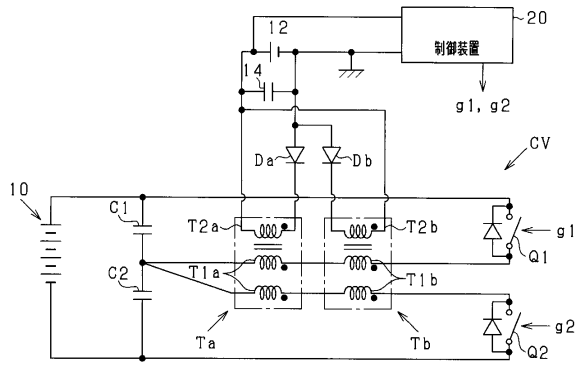 20
12
制御装置
14
g1, g2
Da
Db
CV
10
C1
T2a
T2b
g1
Q1
C2
T1a
T1b
g2
Q2
Ta
Tb